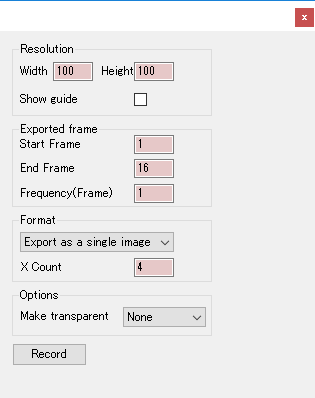 x
Resolution
Width 100 Height 100
Show guide
Exported frame
Start Frame 1
End Frame 16
Frequency(Frame) 1
Format
Export as a single image
X Count 4
Options
Make transparent None
Record